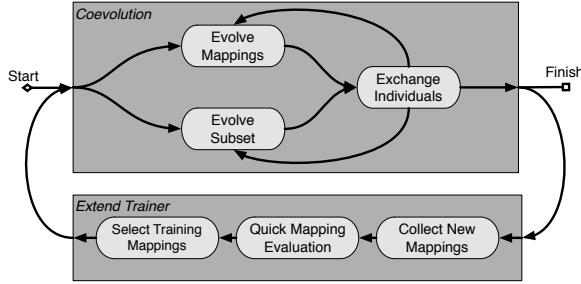 Coevolution
Evolve
Mappings
Start
Finish
Exchange
Individuals
Evolve
Subset
Extend Trainer
Select Training
Mappings
Quick Mapping
Evaluation
Collect New
Mappings